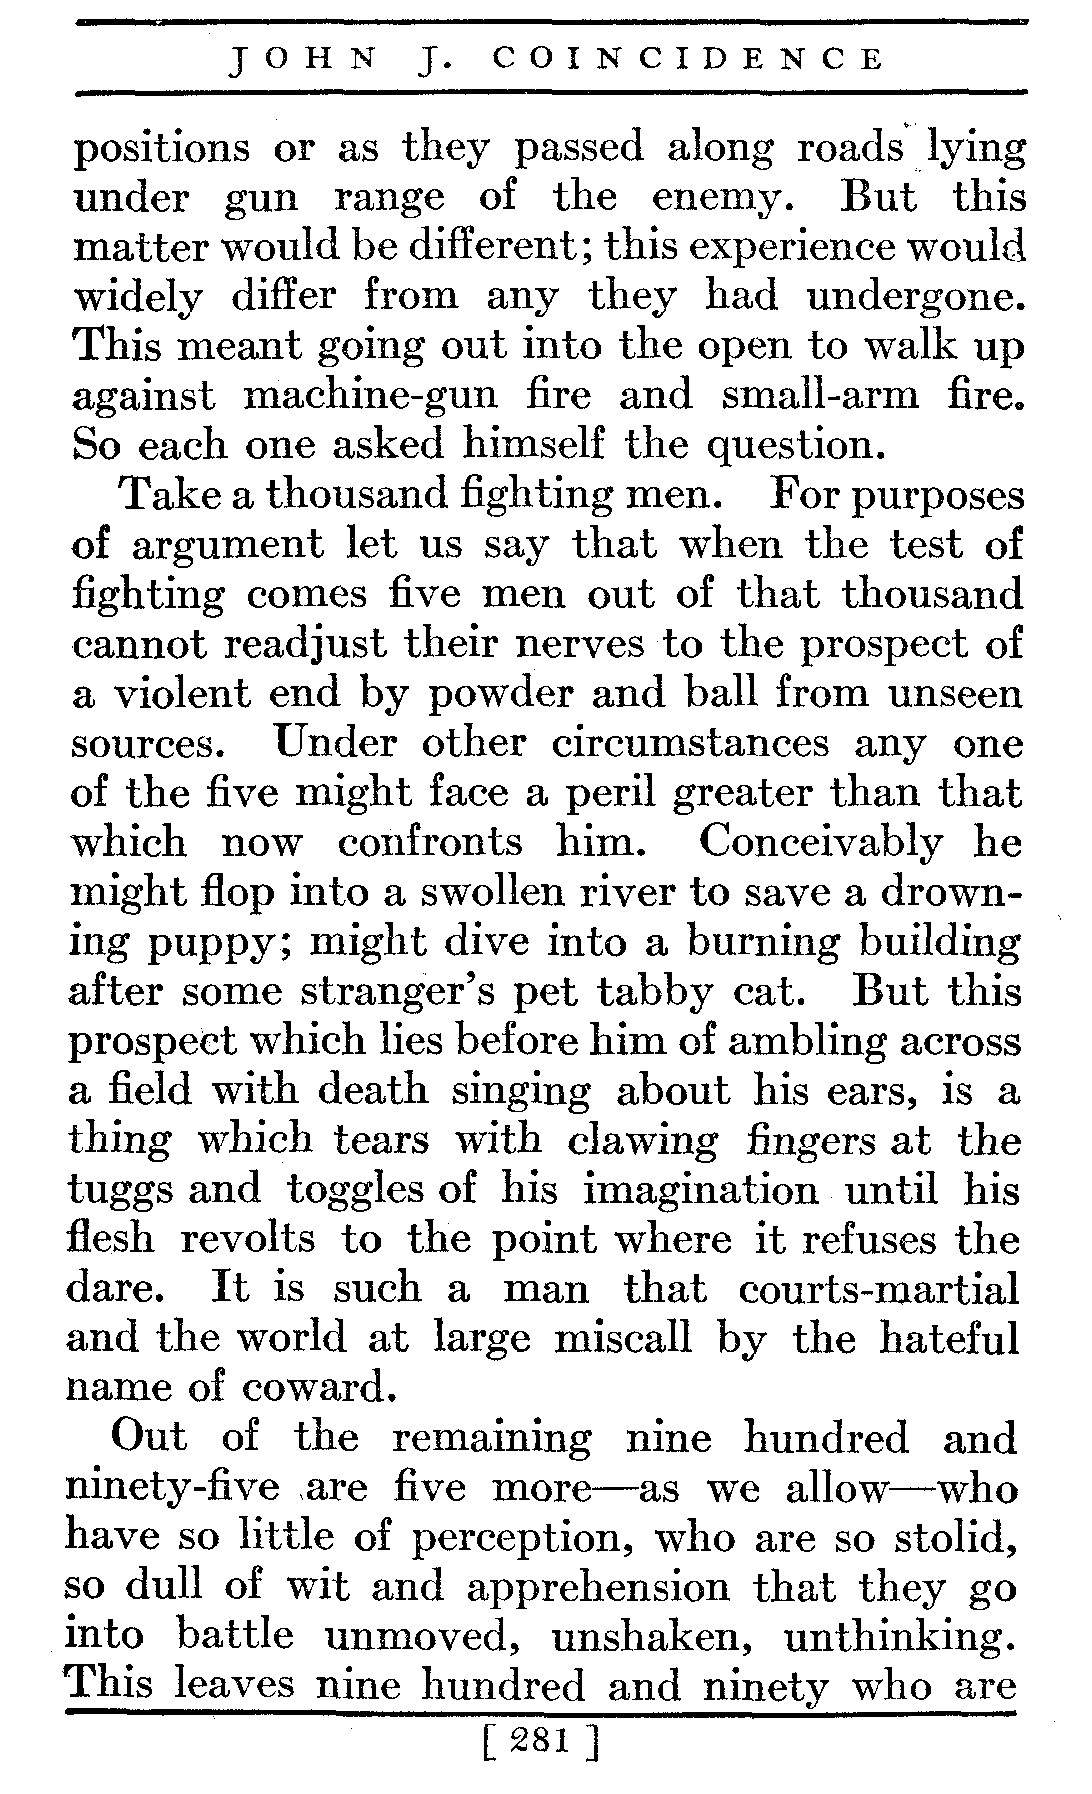 JOHN J. COINCIDENCE
positions or as they passed along roads lying
under gun range of the enemy. But this
matter would be different; this experience would
widely differ from any they had undergone.
This meant going out into the open to walk up
against machine-gun fire and small-arm fire.
So each one asked himself the question.
Take a thousand fighting men. For purposes
of argument let us say that when the test of
fighting comes five men out of that thousand
cannot readjust their nerves to the prospect of
a violent end by powder and ball from unseen
sources. Under other circumstances any one
of the five might face a peril greater than that
which now confronts him. Conceivably he
might flop into a swollen river to save a drown-
ing puppy; might dive into a burning building
after some stranger's pet tabby cat. But this
prospect which lies before him of ambling across
a field with death singing about his ears, is a
thing which tears with clawing fingers at the
tuggs and toggles of his imagination until his
flesh revolts to the point where it refuses the
dare. It is such a man that courts-martial
and the world at large miscall by the hateful
name of coward.
Out of the remaining nine hundred and
ninety-five are five more—as we allow—who
have so little of perception, who are so stolid,
so dull of wit and apprehension that they go
into battle unmoved, unshaken, unthinking.
This leaves nine hundred and ninety who are
[ 281 ]